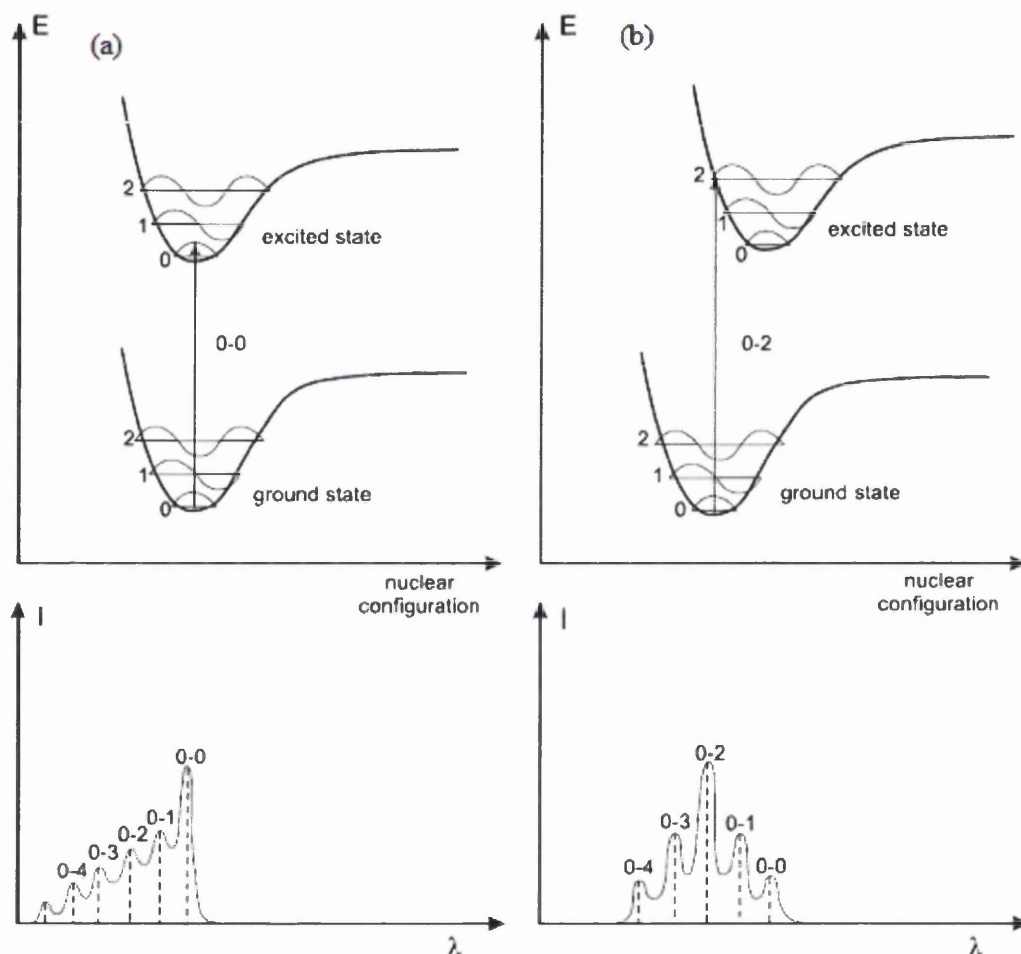 E
(a)
2
1
0
excited state
0-0
2
1
0
ground state
nuclear
configuration
I
0-0
0-1
0-2
0-3
0-4
λ
E
(b)
2
1
0
excited state
0-2
2
1
0
ground state
nuclear
configuration
I
0-2
0-3
0-1
0-4
0-0
λ